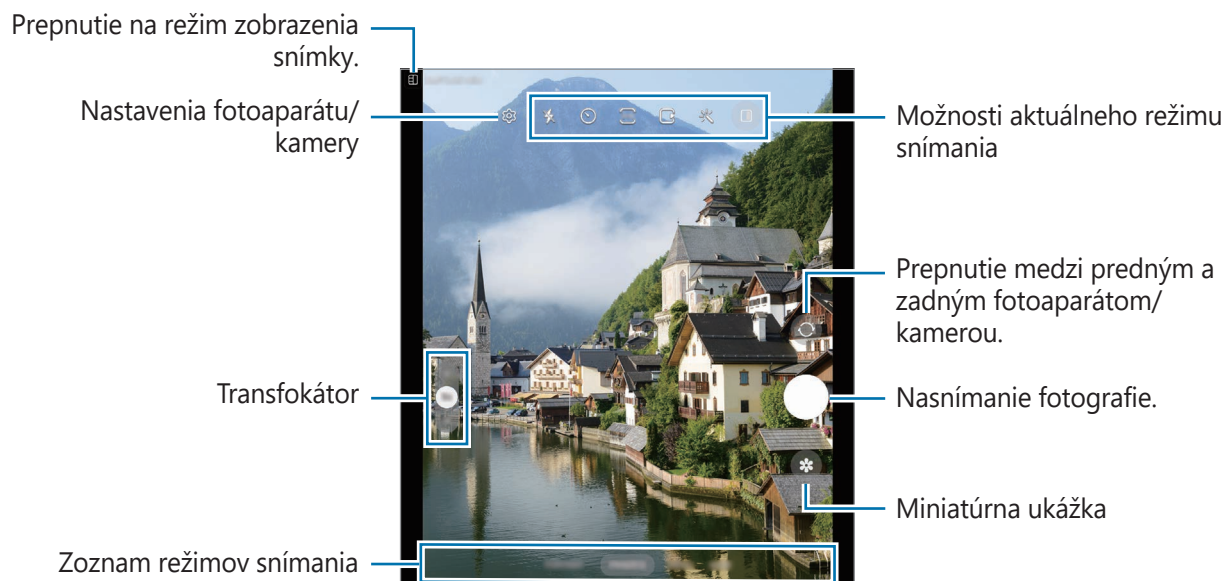 Prepnutie na režim zobrazenia
snímky.
Nastavenia fotoaparátu/
kamery
Možnosti aktuálneho režimu
snímania
Prepnutie medzi predným a
zadným fotoaparátom/
kamerou.
Transfokátor
Nasnímanie fotografie.
Miniatúrna ukážka
Zoznam režimov snímania